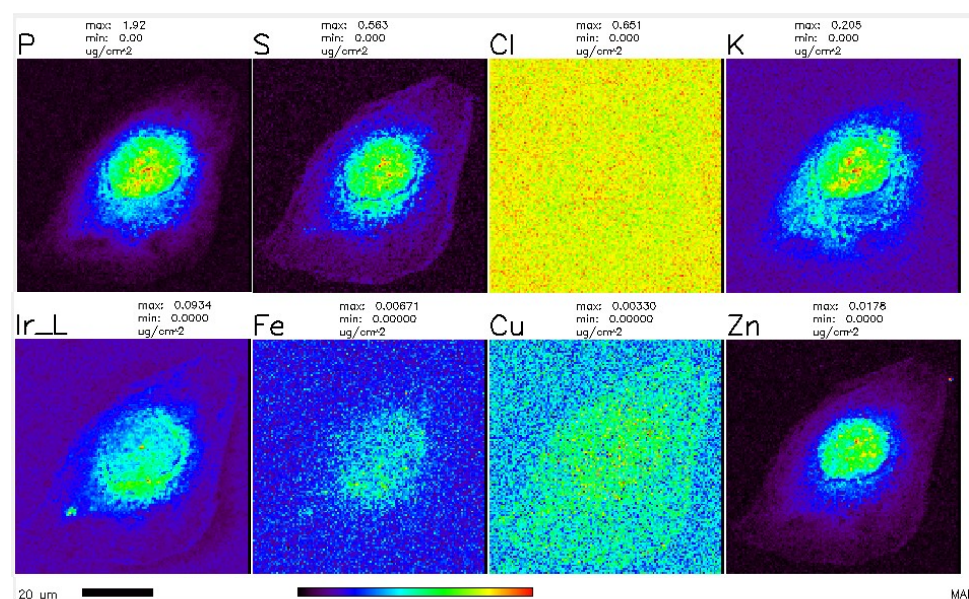 P
max: 1.92
min: 0.00
ug/cm^2
S
max: 0.563
min: 0.000
ug/cm^2
Cl
max: 0.651
min: 0.000
ug/cm^2
K
max: 0.205
min: 0.000
ug/cm^2
Ir_L
max: 0.0934
min: 0.0000
ug/cm^2
Fe
max: 0.00671
min: 0.00000
ug/cm^2
Cu
max: 0.00330
min: 0.00000
ug/cm^2
Zn
max: 0.0178
min: 0.0000
ug/cm^2
20 um